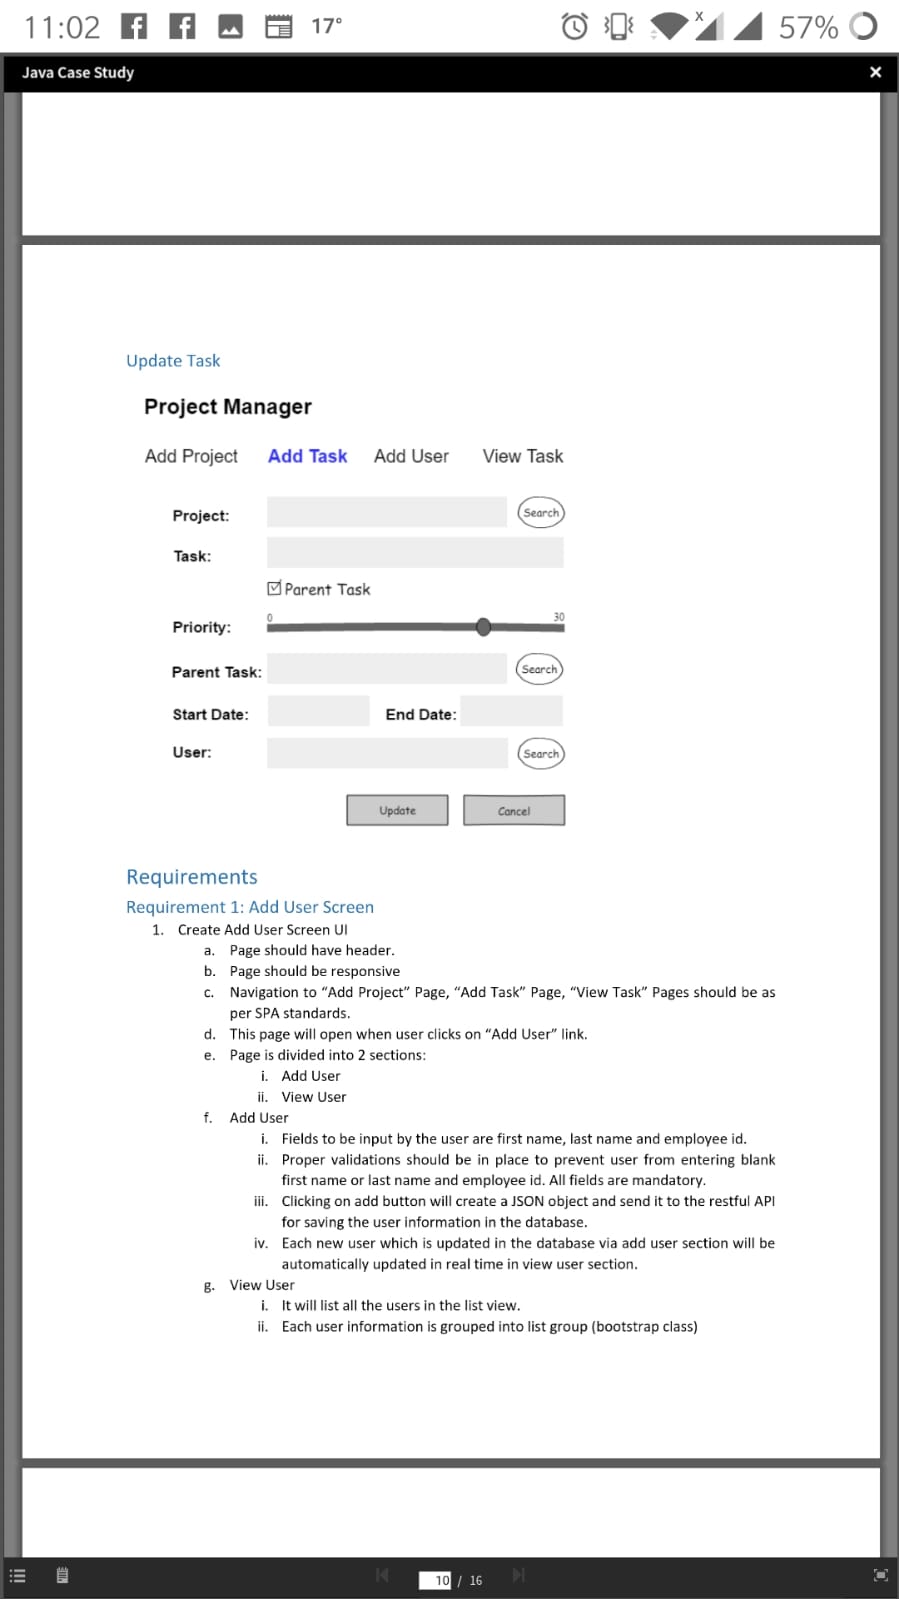 11:02 17° 57%
Java Case Study ×
Update Task
Project Manager
Add Project Add Task Add User View Task
Project: Search
Task:
Parent Task
0 30
Priority:
Parent Task: Search
Start Date: End Date:
User: Search
Update Cancel
Requirements
Requirement 1: Add User Screen
1. Create Add User Screen UI
a. Page should have header.
b. Page should be responsive
c. Navigation to “Add Project” Page, “Add Task” Page, “View Task” Pages should be as
per SPA standards.
d. This page will open when user clicks on “Add User” link.
e. Page is divided into 2 sections:
i. Add User
ii. View User
f. Add User
i. Fields to be input by the user are first name, last name and employee id.
ii. Proper validations should be in place to prevent user from entering blank
first name or last name and employee id. All fields are mandatory.
iii. Clicking on add button will create a JSON object and send it to the restful API
for saving the user information in the database.
iv. Each new user which is updated in the database via add user section will be
automatically updated in real time in view user section.
g. View User
i. It will list all the users in the list view.
ii. Each user information is grouped into list group (bootstrap class)
10 / 16